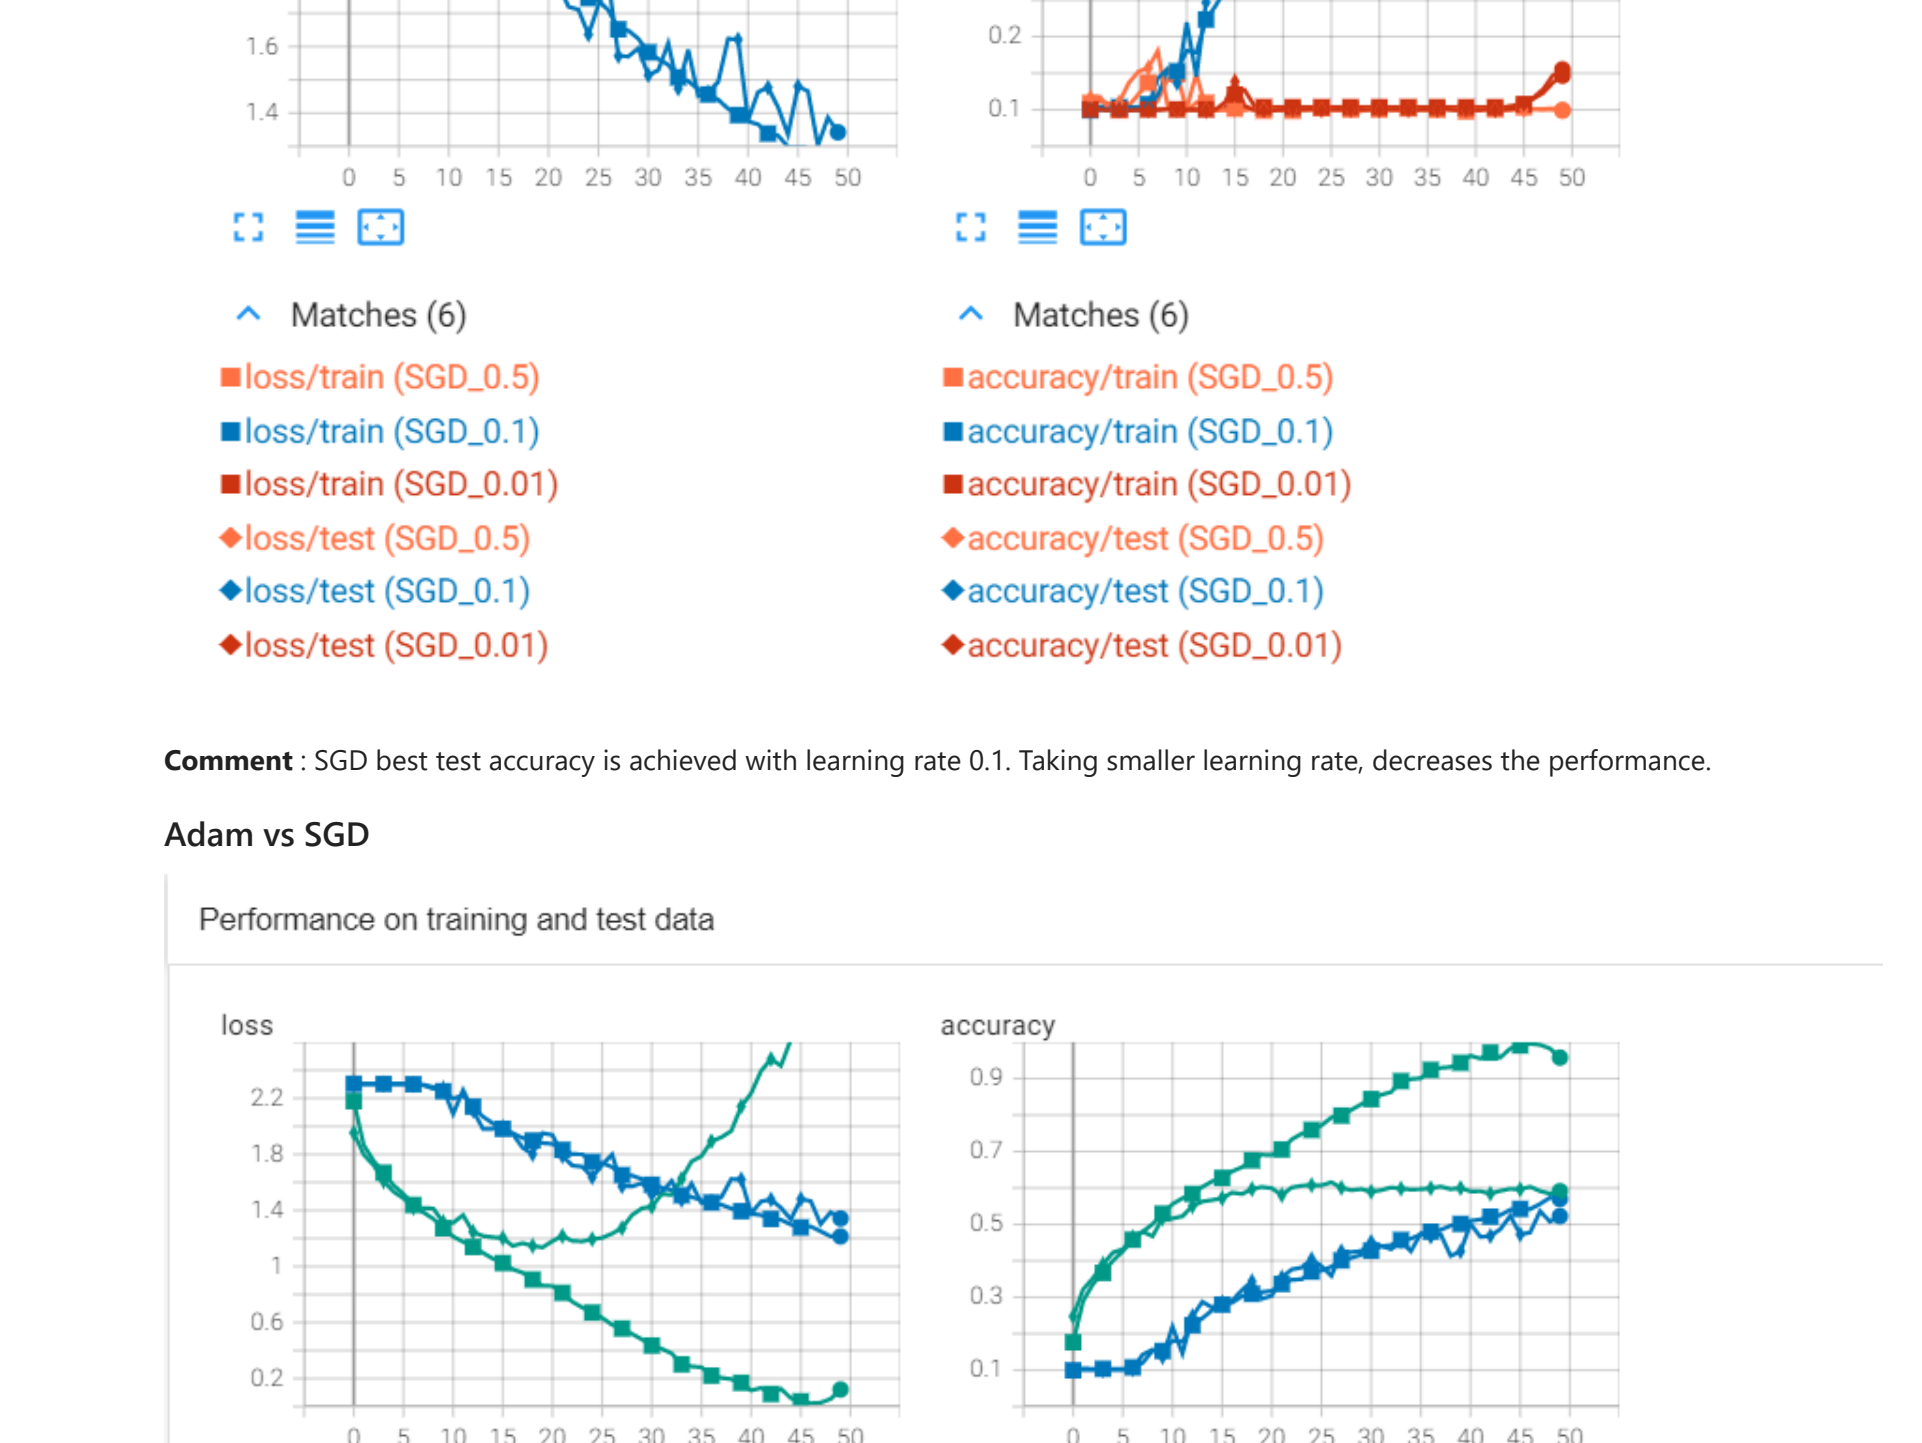 1.6
1.4
0 5 10 15 20 25 30 35 40 45 50
0.2
0.1
0 5 10 15 20 25 30 35 40 45 50
Matches (6)
loss/train (SGD_0.5)
loss/train (SGD_0.1)
loss/train (SGD_0.01)
loss/test (SGD_0.5)
loss/test (SGD_0.1)
loss/test (SGD_0.01)
Matches (6)
accuracy/train (SGD_0.5)
accuracy/train (SGD_0.1)
accuracy/train (SGD_0.01)
accuracy/test (SGD_0.5)
accuracy/test (SGD_0.1)
accuracy/test (SGD_0.01)
Comment : SGD best test accuracy is achieved with learning rate 0.1. Taking smaller learning rate, decreases the performance.
Adam vs SGD
Performance on training and test data
loss
2.2
1.8
1.4
1
0.6
0.2
0 5 10 15 20 25 30 35 40 45 50
accuracy
0.9
0.7
0.5
0.3
0.1
0 5 10 15 20 25 30 35 40 45 50